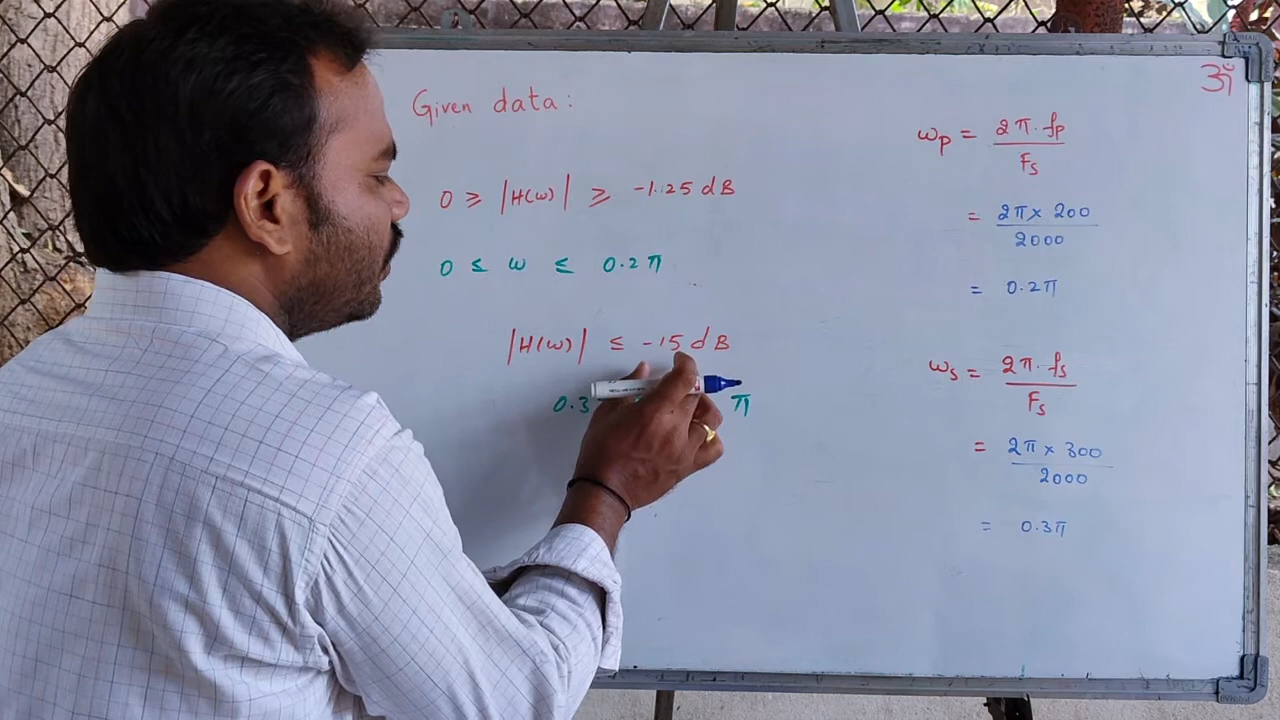 Given data:
0 ≥ |H(ω)| ≥ -1.25 dB
0 ≤ ω ≤ 0.2π
|H(ω)| ≤ -15 dB
0.3 π
ॐ
ωp = 2π.fp / Fs
= 2π × 200 / 2000
= 0.2π
ωs = 2π.fs / Fs
= 2π × 300 / 2000
= 0.3π